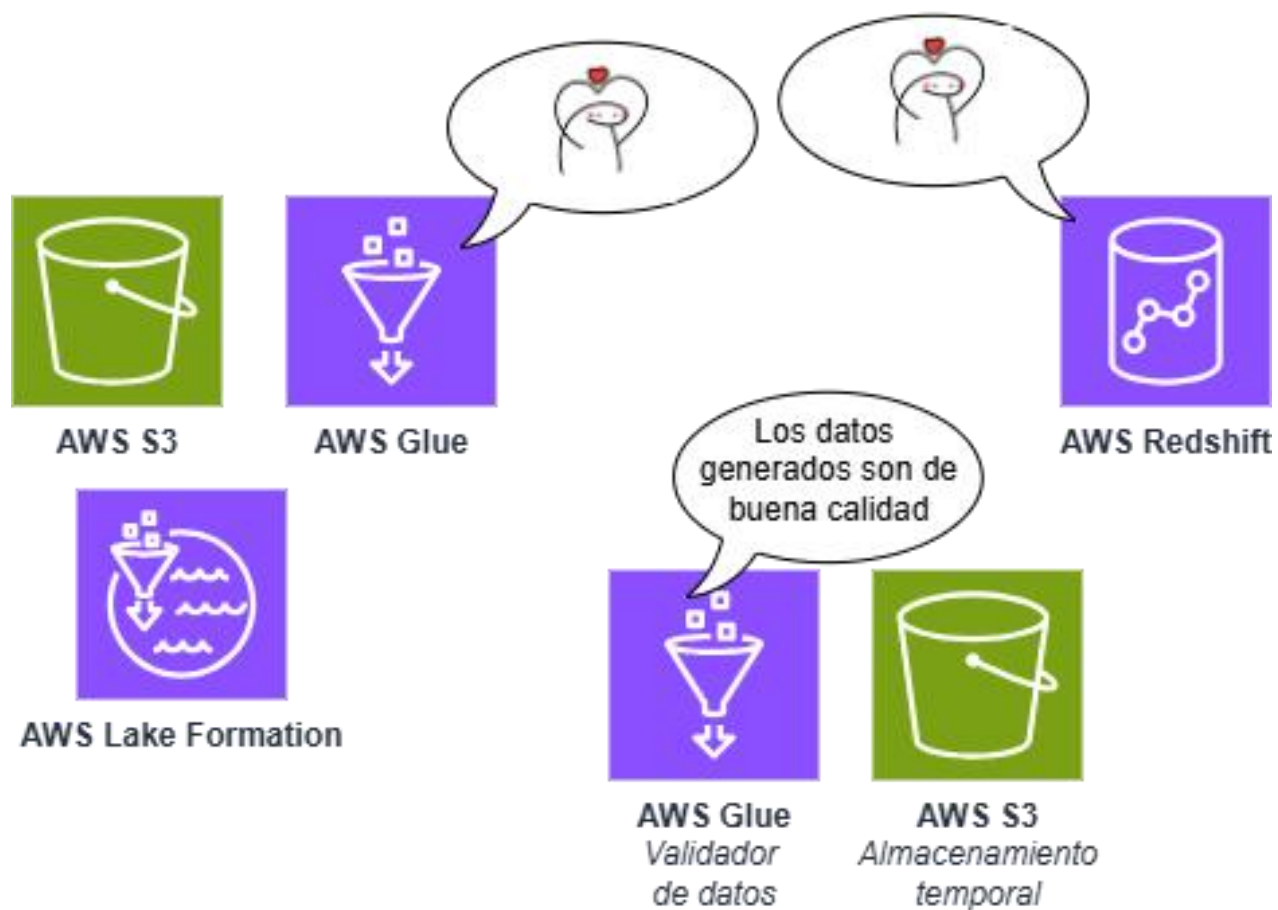 AWS S3
AWS Glue
AWS Redshift
Los datos
generados son de
buena calidad
AWS Lake Formation
AWS Glue
Validador
de datos
AWS S3
Almacenamiento
temporal